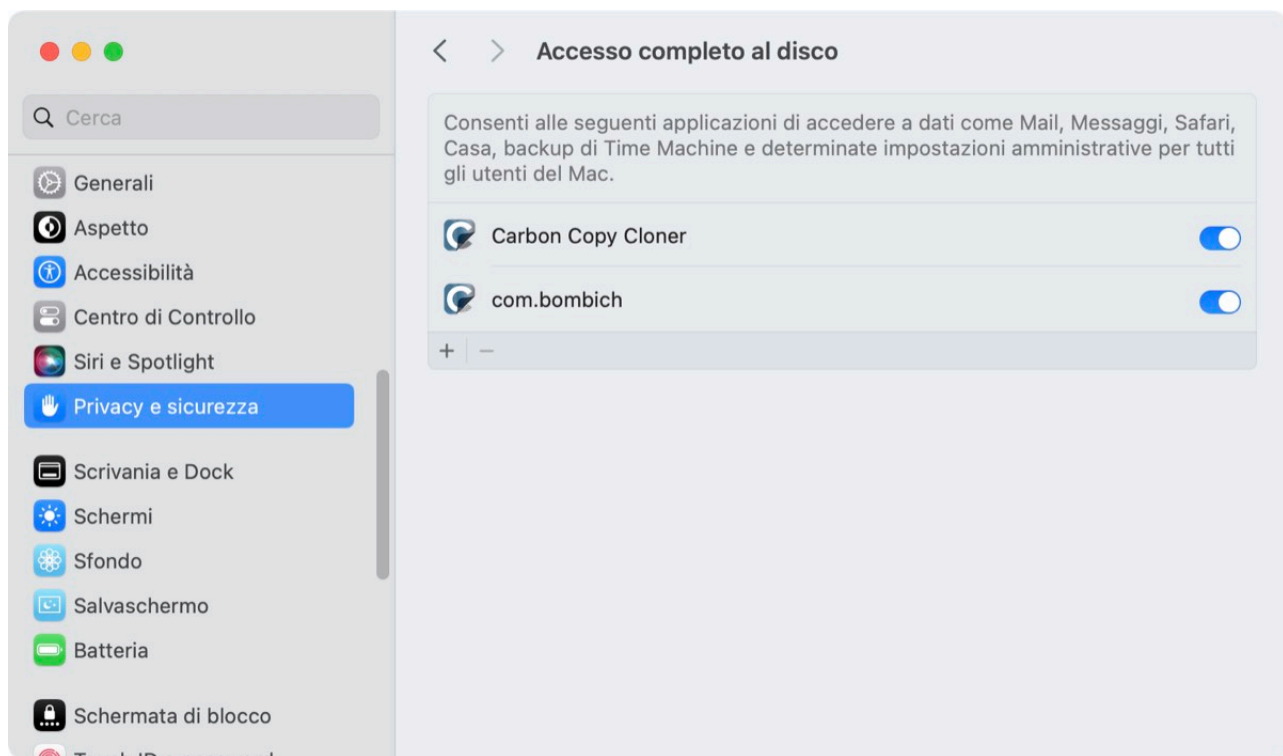 Accesso completo al disco
Cerca
Generali
Aspetto
Accessibilità
Centro di Controllo
Siri e Spotlight
Privacy e sicurezza
Scrivania e Dock
Schermi
Sfondo
Salvaschermo
Batteria
Schermata di blocco
Consenti alle seguenti applicazioni di accedere a dati come Mail, Messaggi, Safari,
Casa, backup di Time Machine e determinate impostazioni amministrative per tutti
gli utenti del Mac.
Carbon Copy Cloner
com.bombich